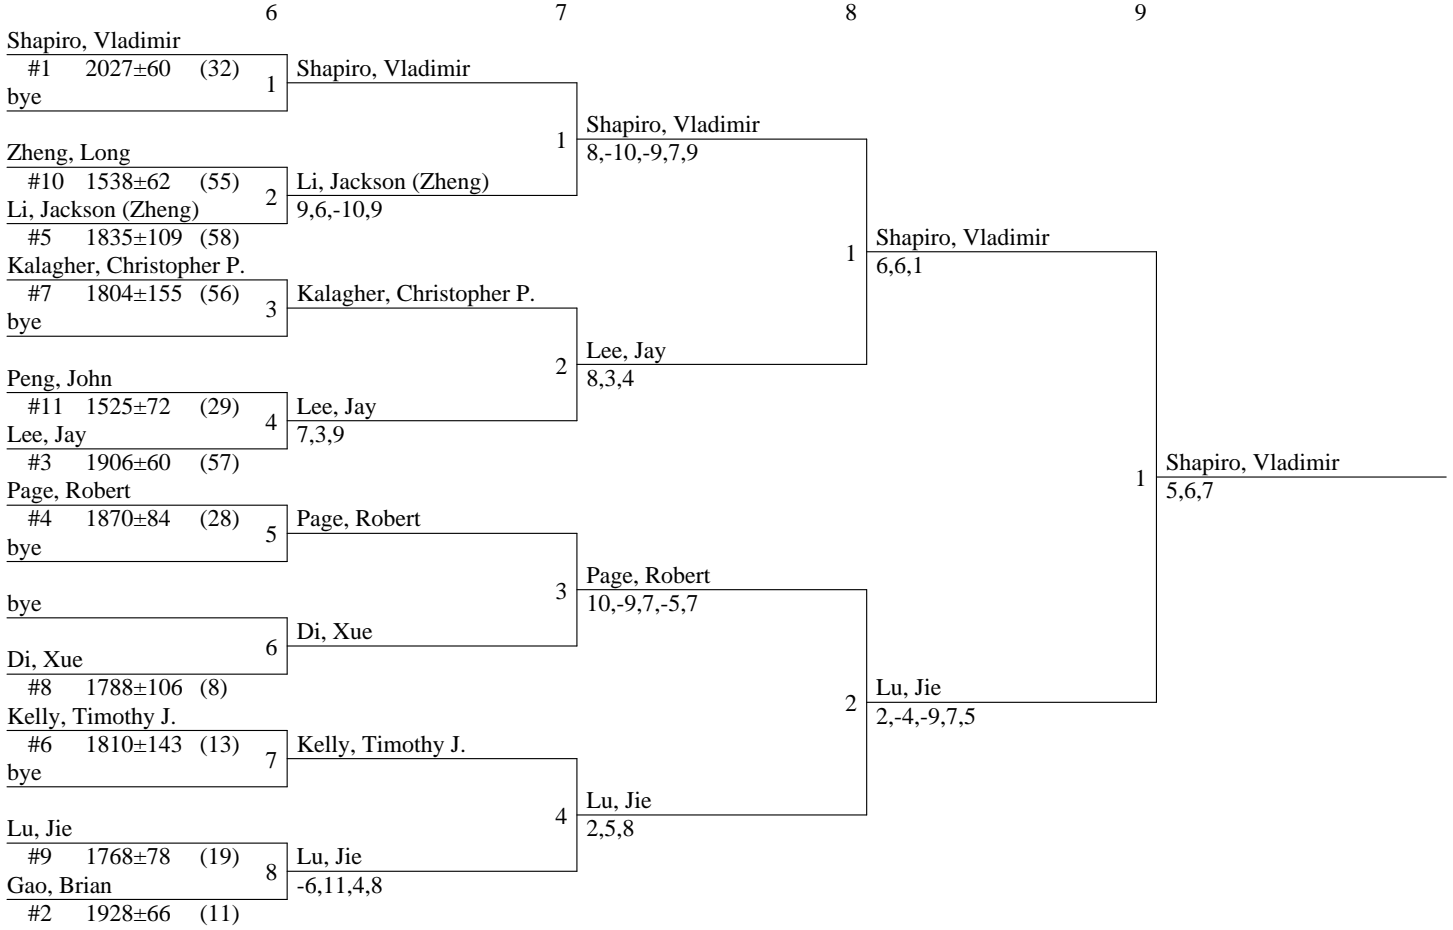 6 7 8 9
Shapiro, Vladimir
#1 2027±60 (32)
bye
1
Shapiro, Vladimir
Zheng, Long
#10 1538±62 (55)
Li, Jackson (Zheng)
#5 1835±109 (58)
2
Li, Jackson (Zheng)
9,6,-10,9
1
Shapiro, Vladimir
8,-10,-9,7,9
Kalagher, Christopher P.
#7 1804±155 (56)
bye
3
Kalagher, Christopher P.
Peng, John
#11 1525±72 (29)
Lee, Jay
#3 1906±60 (57)
4
Lee, Jay
7,3,9
2
Lee, Jay
8,3,4
1
Shapiro, Vladimir
6,6,1
Page, Robert
#4 1870±84 (28)
bye
5
Page, Robert
bye
Di, Xue
#8 1788±106 (8)
6
Di, Xue
3
Page, Robert
10,-9,7,-5,7
Kelly, Timothy J.
#6 1810±143 (13)
bye
7
Kelly, Timothy J.
Lu, Jie
#9 1768±78 (19)
Gao, Brian
#2 1928±66 (11)
8
Lu, Jie
-6,11,4,8
4
Lu, Jie
2,5,8
2
Lu, Jie
2,-4,-9,7,5
1
Shapiro, Vladimir
5,6,7